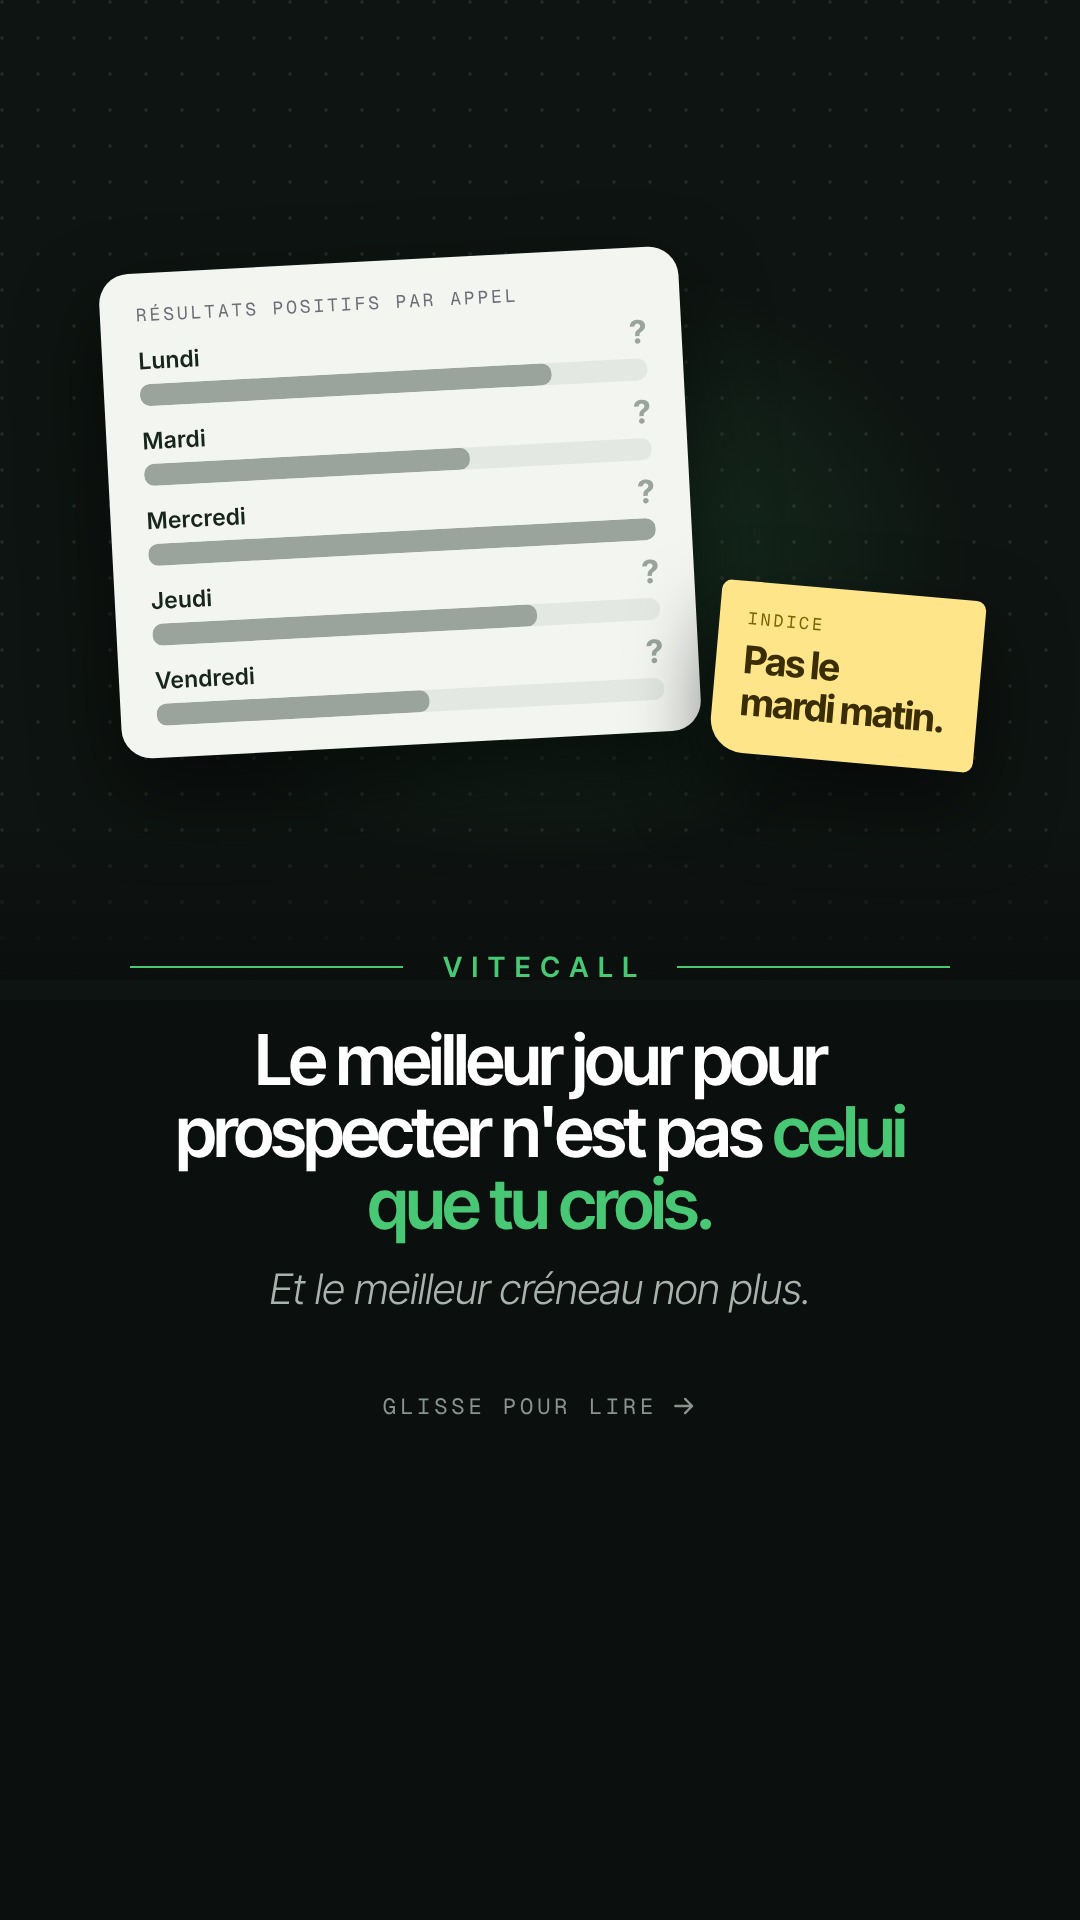 RÉSULTATS POSITIFS PAR APPEL
Lundi ?
Mardi ?
Mercredi ?
Jeudi ?
Vendredi ?
INDICE
Pas le
mardi matin.
VITECALL
Le meilleur jour pour
prospecter n'est pas celui
que tu crois.
Et le meilleur créneau non plus.
GLISSE POUR LIRE →